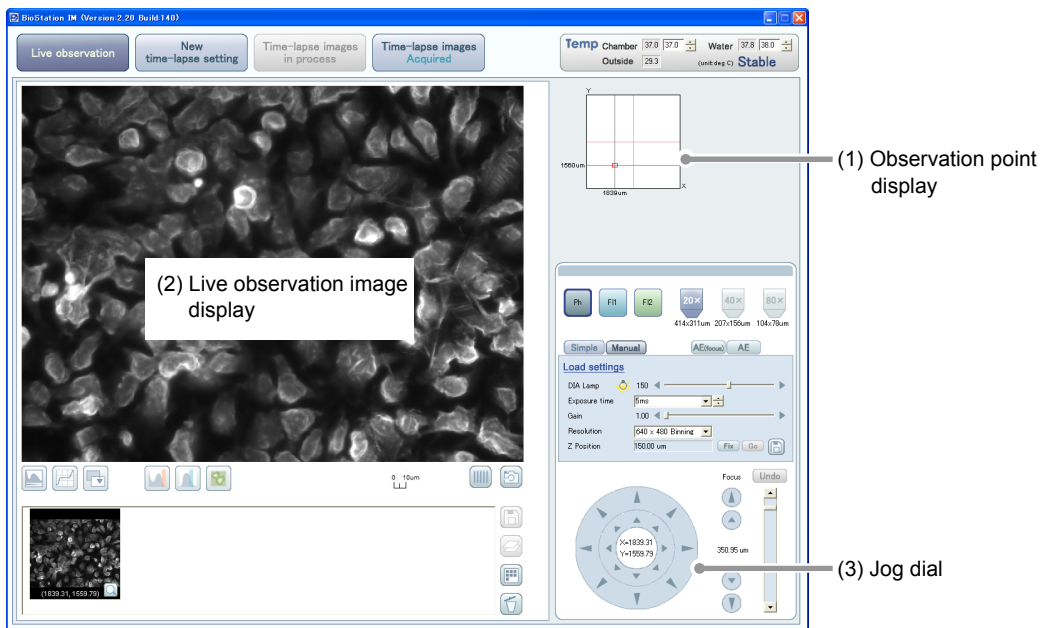 BioStation IM (Version:2.20 Build:140)
Live observation
New
time-lapse setting
Time-lapse images
in process
Time-lapse images
Acquired
Temp Chamber 37.0 37.0 Water 37.8 38.0
Outside 29.3 (unit:deg C) Stable
Y
1560um
X
1839um
(1) Observation point
display
(2) Live observation image
display
Ph Fl1 Fl2 20× 40× 80×
414x311um 207x156um 104x78um
Simple Manual AE(focus) AE
Load settings
DIA Lamp 150
Exposure time 5ms
Gain 1.00
Resolution 640 x 480 Binning
Z Position 150.00 um Fix Go
0 10um
Focus Undo
X=1839.31
Y=1559.79
350.95 um
(3) Jog dial
(1839.31, 1559.79)